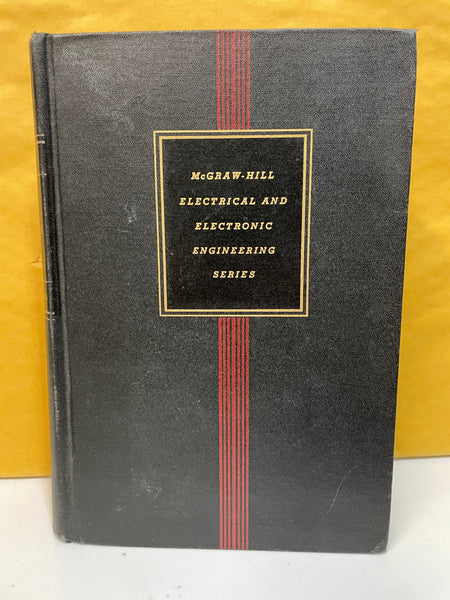 McGRAW-HILL
ELECTRICAL AND
ELECTRONIC
ENGINEERING
SERIES